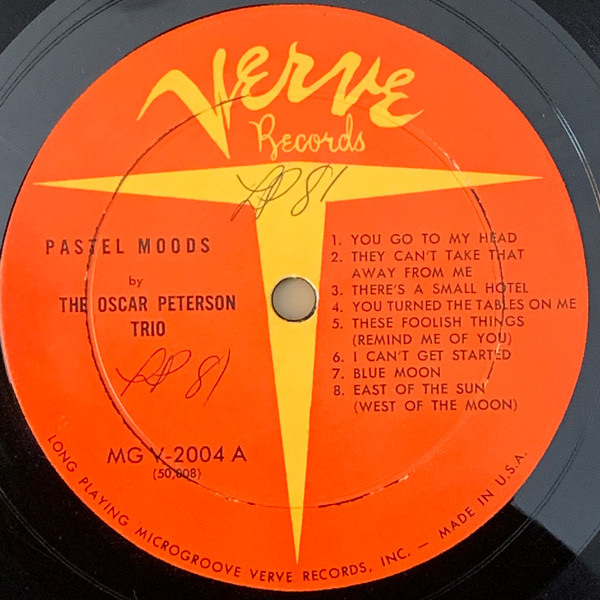 Verve
Records
LP 81
PASTEL MOODS
by
THE OSCAR PETERSON
TRIO
LP 81
MG V-2004 A
(50,008)
1. YOU GO TO MY HEAD
2. THEY CAN'T TAKE THAT
AWAY FROM ME
3. THERE'S A SMALL HOTEL
4. YOU TURNED THE TABLES ON ME
5. THESE FOOLISH THINGS
(REMIND ME OF YOU)
6. I CAN'T GET STARTED
7. BLUE MOON
8. EAST OF THE SUN
(WEST OF THE MOON)
LONG PLAYING MICROGROOVE VERVE RECORDS, INC. — MADE IN U.S.A.